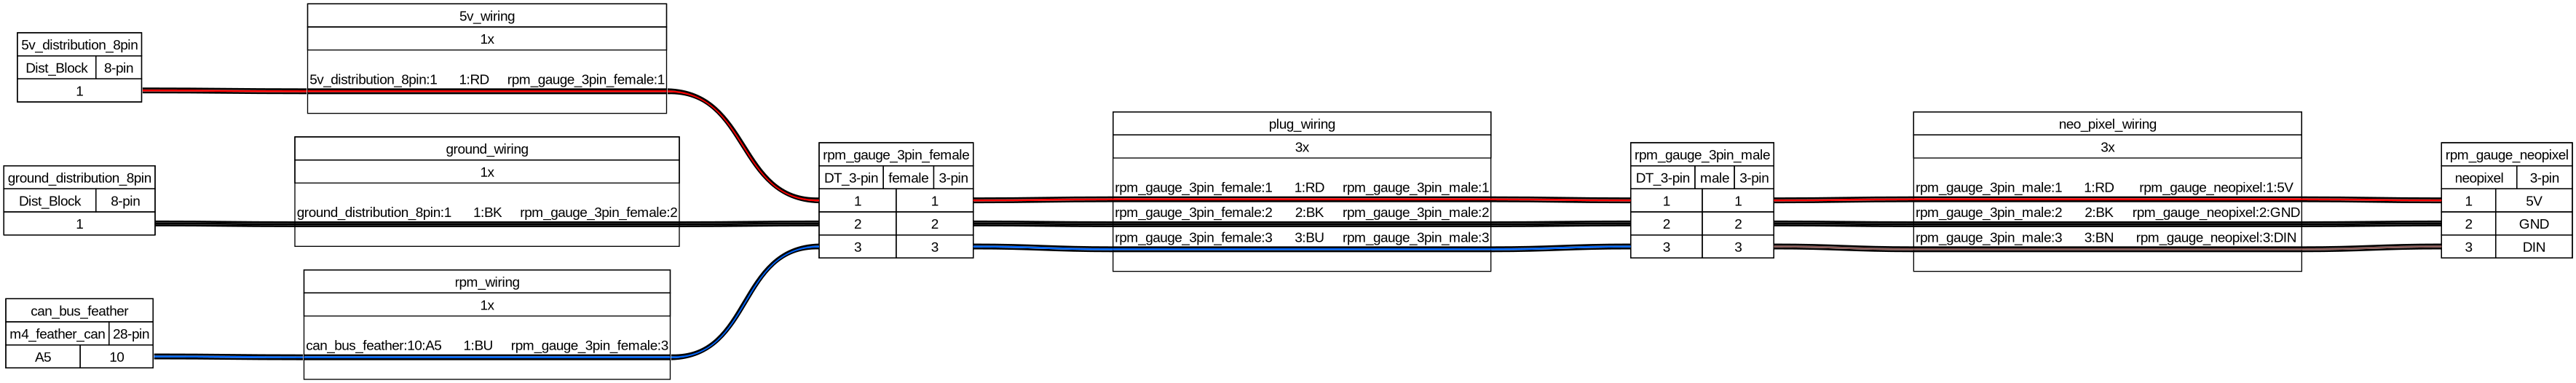 5v_distribution_8pin
Dist_Block 8-pin
1
ground_distribution_8pin
Dist_Block 8-pin
1
can_bus_feather
m4_feather_can 28-pin
A5 10
5v_wiring
1x
5v_distribution_8pin:1 1:RD rpm_gauge_3pin_female:1
ground_wiring
1x
ground_distribution_8pin:1 1:BK rpm_gauge_3pin_female:2
rpm_wiring
1x
can_bus_feather:10:A5 1:BU rpm_gauge_3pin_female:3
rpm_gauge_3pin_female
DT_3-pin female 3-pin
1 1
2 2
3 3
plug_wiring
3x
rpm_gauge_3pin_female:1 1:RD rpm_gauge_3pin_male:1
rpm_gauge_3pin_female:2 2:BK rpm_gauge_3pin_male:2
rpm_gauge_3pin_female:3 3:BU rpm_gauge_3pin_male:3
rpm_gauge_3pin_male
DT_3-pin male 3-pin
1 1
2 2
3 3
neo_pixel_wiring
3x
rpm_gauge_3pin_male:1 1:RD rpm_gauge_neopixel:1:5V
rpm_gauge_3pin_male:2 2:BK rpm_gauge_neopixel:2:GND
rpm_gauge_3pin_male:3 3:BN rpm_gauge_neopixel:3:DIN
rpm_gauge_neopixel
neopixel 3-pin
1 5V
2 GND
3 DIN